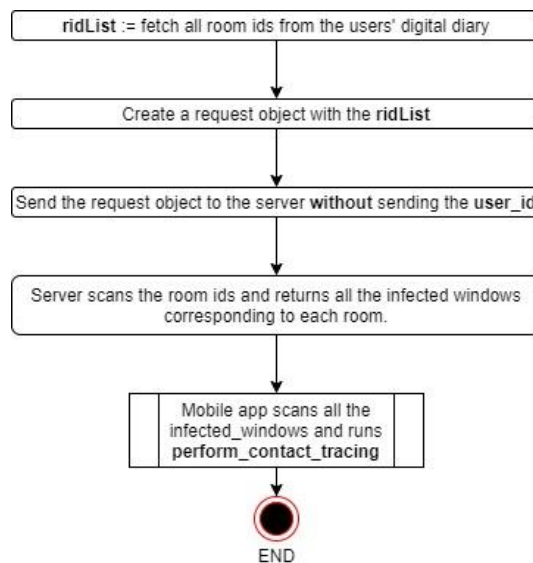 ridList := fetch all room ids from the users' digital diary
Create a request object with the ridList
Send the request object to the server without sending the user_id
Server scans the room ids and returns all the infected windows
corresponding to each room.
Mobile app scans all the
infected_windows and runs
perform_contact_tracing
END